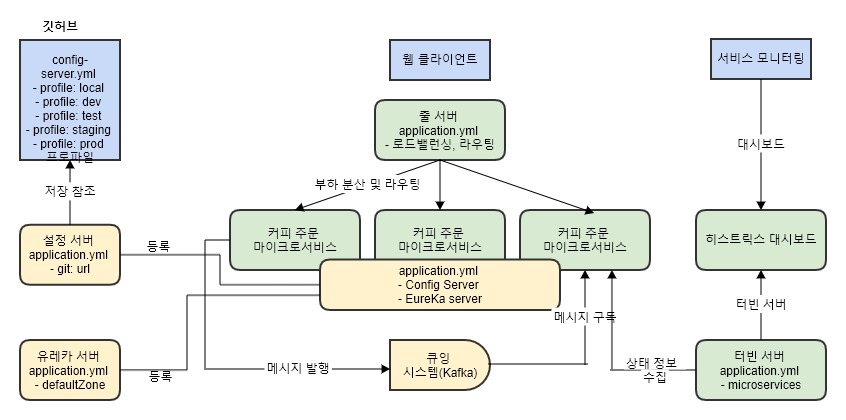 깃허브
config-
server.yml
- profile: local
- profile: dev
- profile: test
- profile: staging
- profile: prod
프로파일
저장 참조
설정 서버
application.yml
- git: url
등록
유레카 서버
application.yml
- defaultZone
등록
웹 클라이언트
줄 서버
application.yml
- 로드밸런싱, 라우팅
부하 분산 및 라우팅
커피 주문
마이크로서비스
커피 주문
마이크로서비스
커피 주문
마이크로서비스
application.yml
- Config Server
- EureKa server
메시지 구독
메시지 발행
큐잉
시스템(Kafka)
상태 정보
수집
서비스 모니터링
대시보드
히스트릭스 대시보드
터빈 서버
터빈 서버
application.yml
- microservices